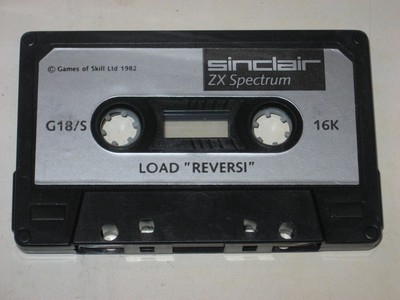 sinclair
ZX Spectrum
© Games of Skill Ltd 1982
G18/S
16K
LOAD "REVERSI"